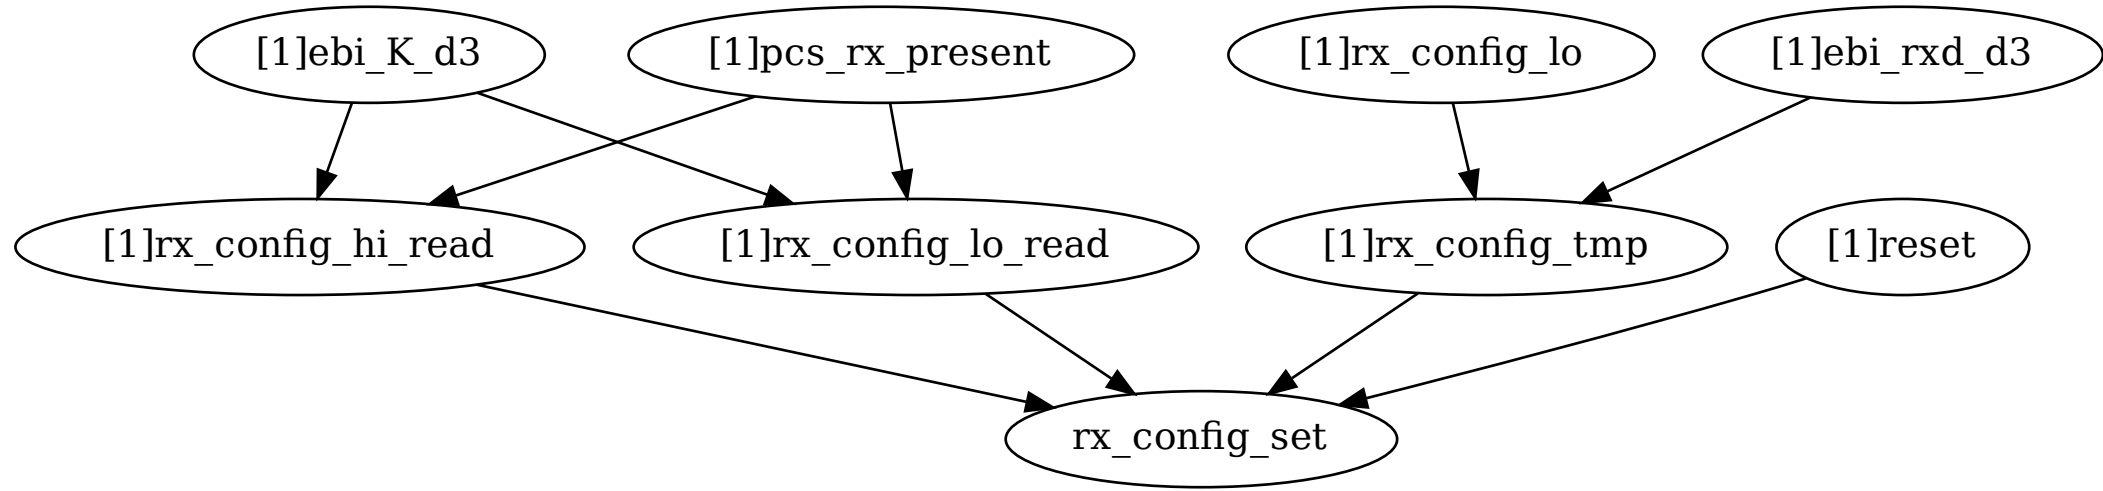 [1]ebi_K_d3
[1]pcs_rx_present
[1]rx_config_lo
[1]ebi_rxd_d3
[1]rx_config_hi_read
[1]rx_config_lo_read
[1]rx_config_tmp
[1]reset
rx_config_set